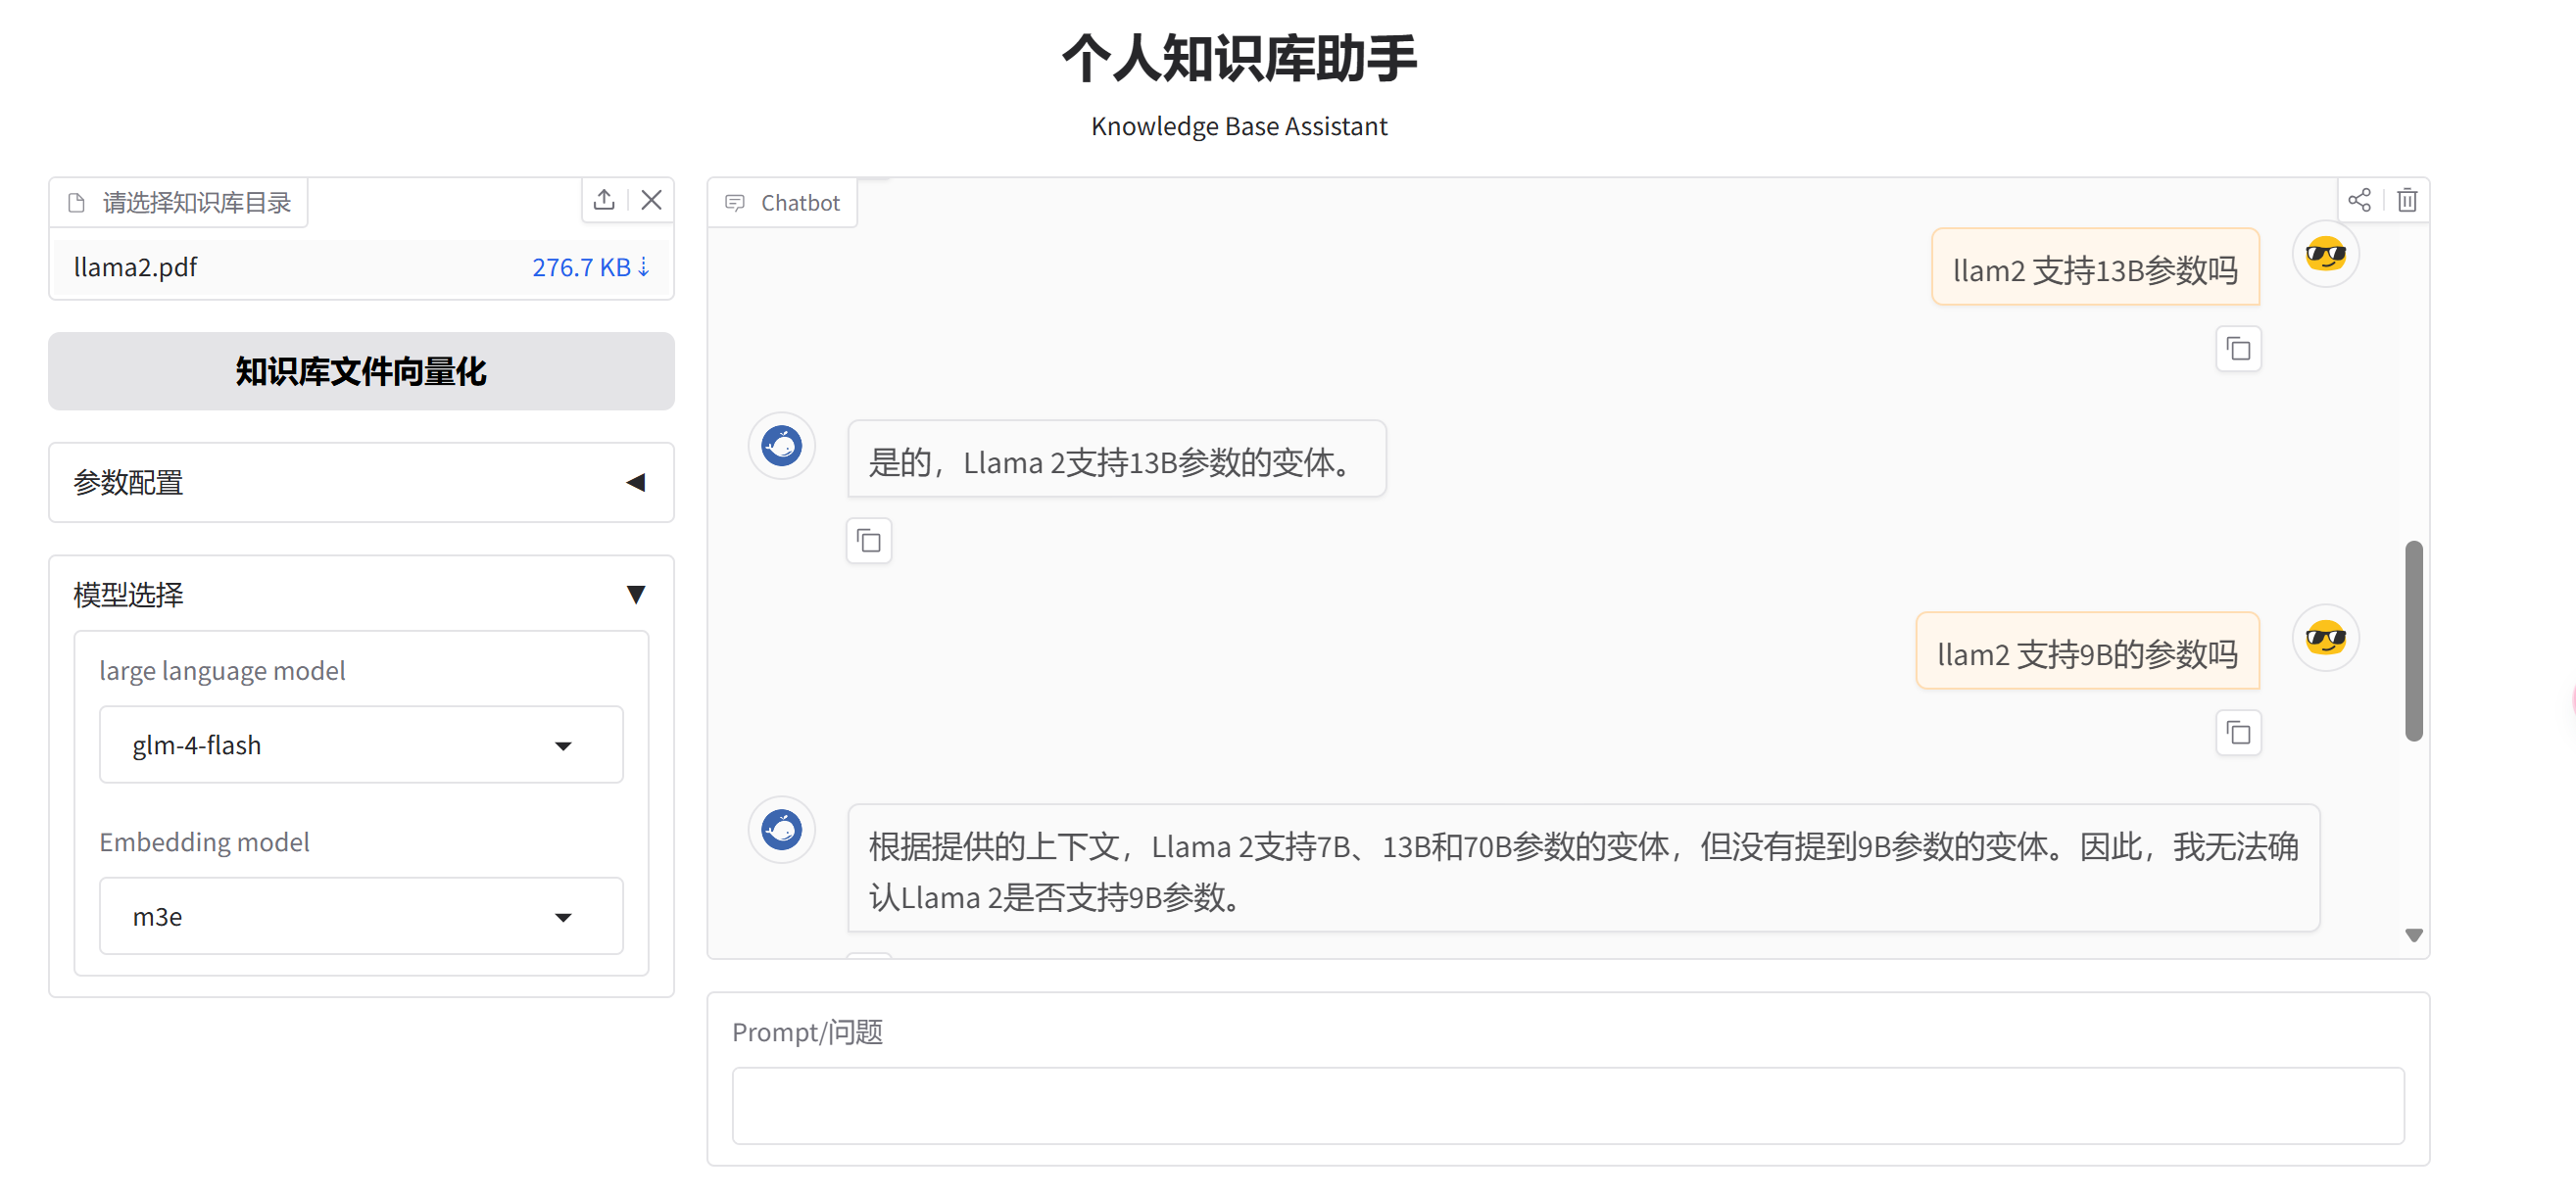 个人知识库助手
Knowledge Base Assistant
请选择知识库目录
llama2.pdf
276.7 KB↓
知识库文件向量化
参数配置
模型选择
large language model
glm-4-flash
Embedding model
m3e
Chatbot
llam2 支持13B参数吗
是的，Llama 2支持13B参数的变体。
llam2 支持9B的参数吗
根据提供的上下文，Llama 2支持7B、13B和70B参数的变体，但没有提到9B参数的变体。因此，我无法确
认Llama 2是否支持9B参数。
Prompt/问题